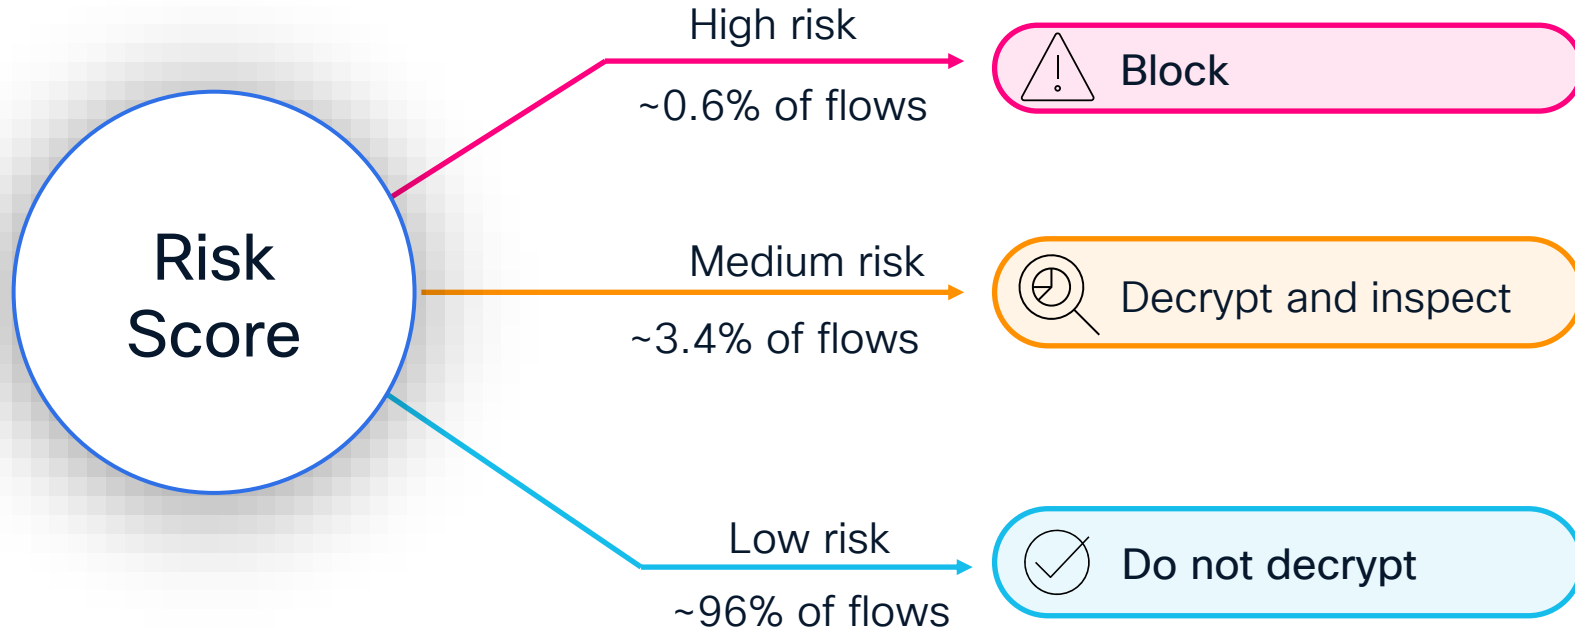 Risk
Score
High risk
~0.6% of flows
Block
Medium risk
~3.4% of flows
Decrypt and inspect
Low risk
~96% of flows
Do not decrypt